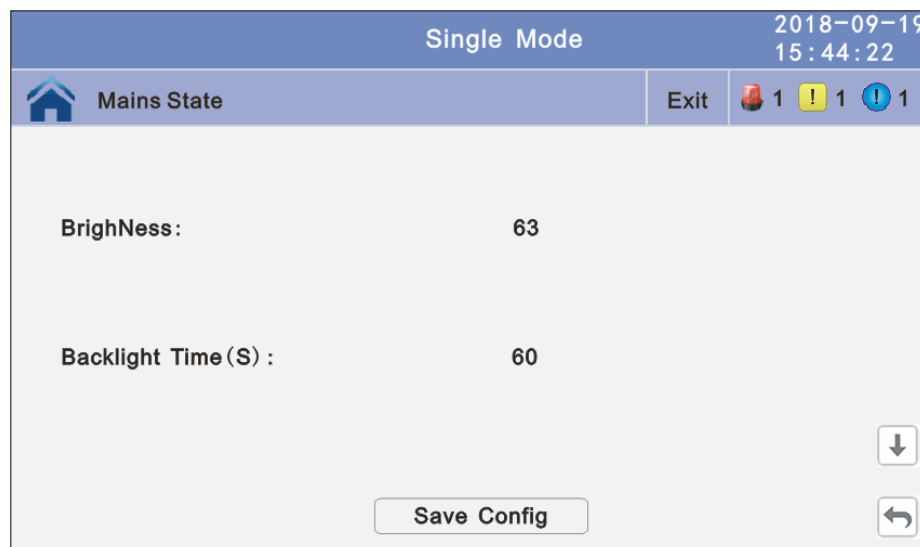 Single Mode
2018-09-19
15:44:22
Mains State
Exit
1
! 1
! 1
BrighNess: 63
Backlight Time(S): 60
Save Config